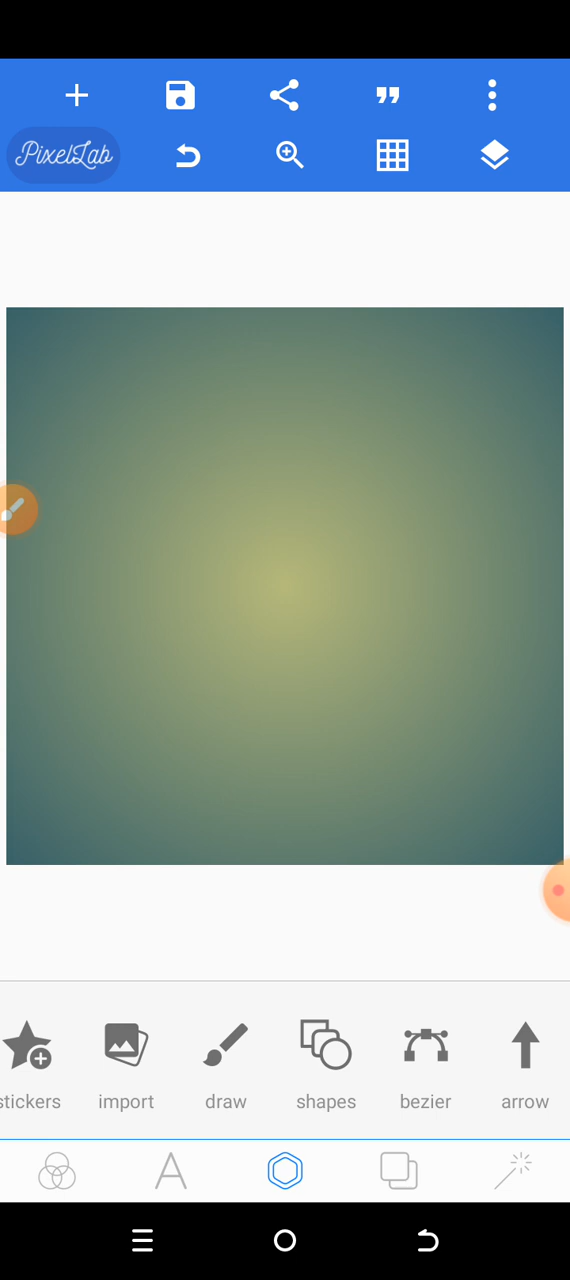 PixelLab
stickers
import
draw
shapes
bezier
arrow